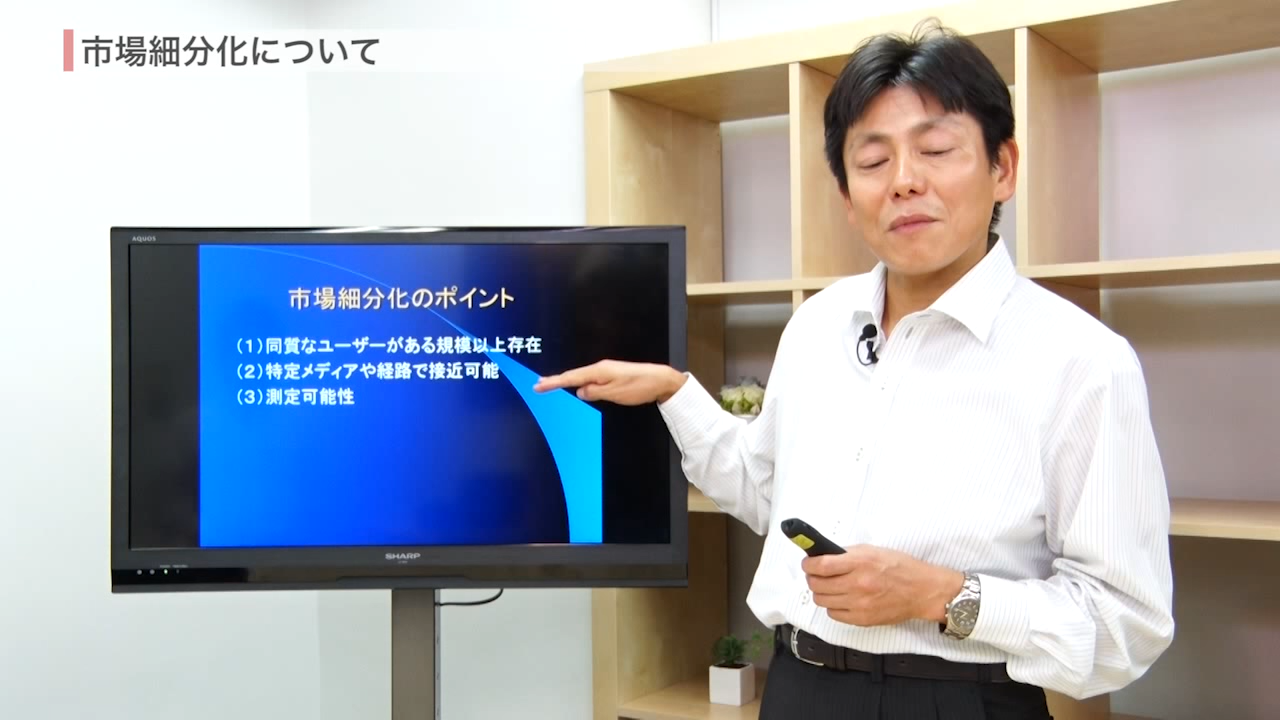 市場細分化について
AQUOS
市場細分化のポイント
(1)同質なユーザーがある規模以上存在
(2)特定メディアや経路で接近可能
(3)測定可能性
SHARP